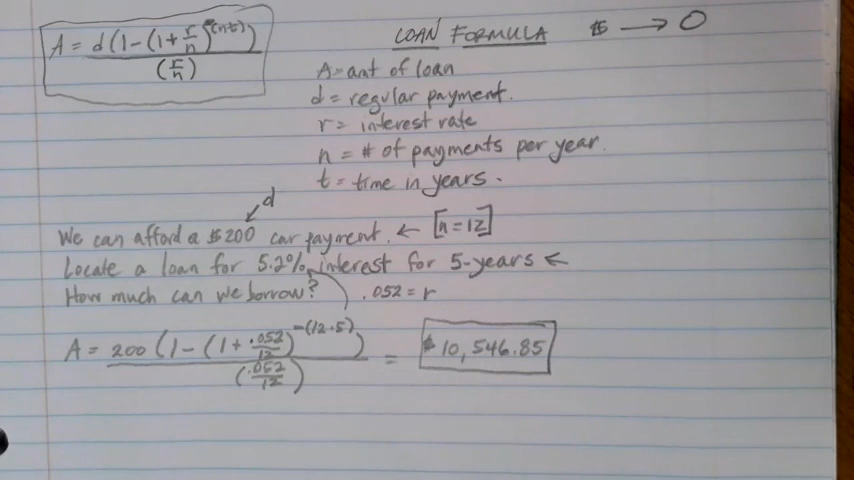 A = d(1-(1+r/n)^-(nt)) / (r/n)
LOAN FORMULA $ → 0
A = amt of loan
d = regular payment.
r = interest rate
n = # of payments per year.
t = time in years.
d
We can afford a $200 car payment. ← [n=12]
Locate a loan for 5.2% interest for 5-years ←
How much can we borrow? .052 = r
A = 200(1-(1+.052/12)^-(12·5)) / (.052/12) = $10,546.85